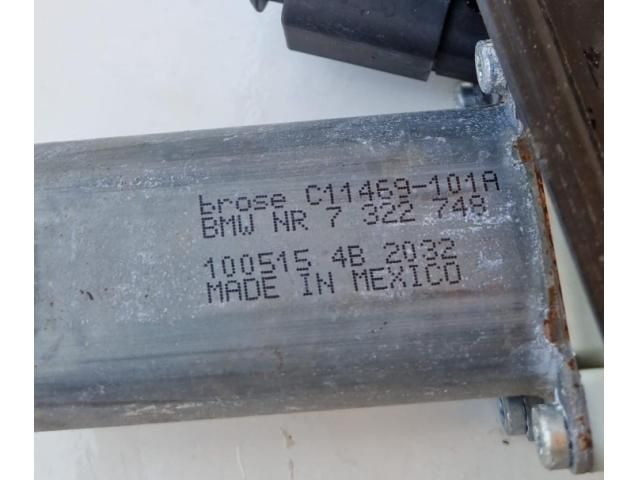 brose C11469-101A
BMW NR 7 322 748
100515 4B 2032
MADE IN MEXICO